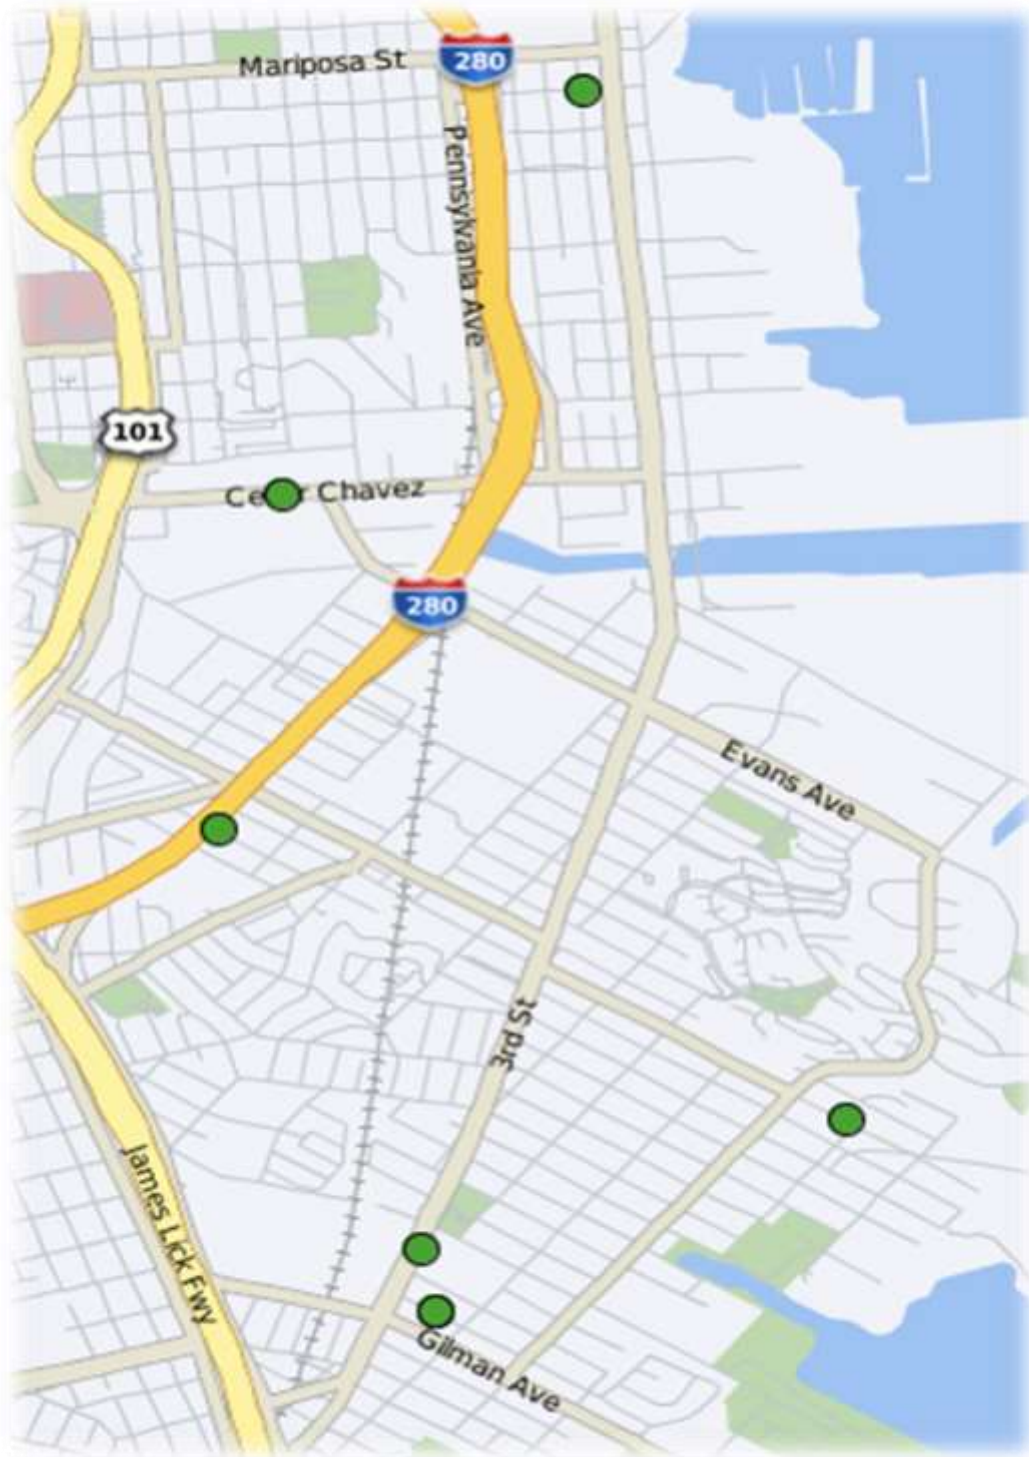 280
Mariposa St
Pennsylvania Ave
101
Chavez
280
Evans Ave
3rd St
James Lick Fwy
Gilman Ave